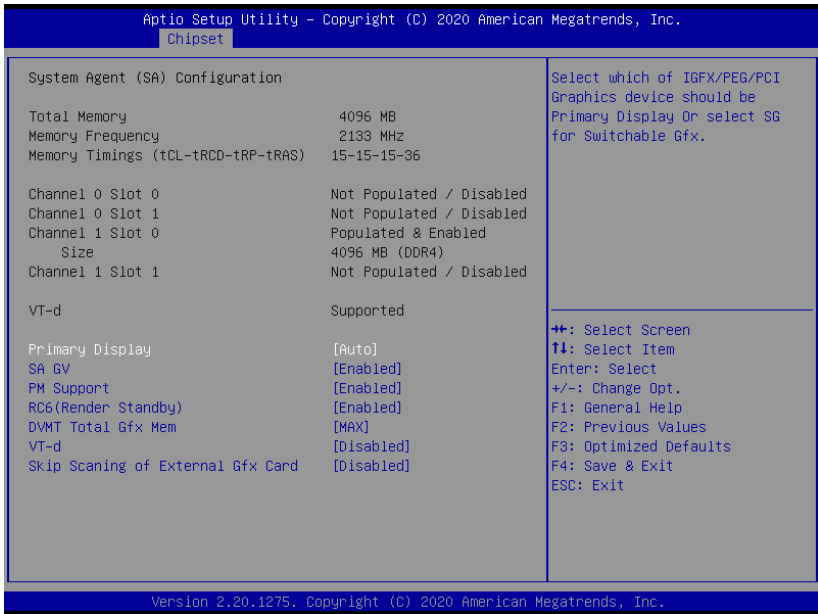 Aptio Setup Utility – Copyright (C) 2020 American Megatrends, Inc.
Chipset
System Agent (SA) Configuration
Total Memory 4096 MB
Memory Frequency 2133 MHz
Memory Timings (tCL-tRCD-tRP-tRAS) 15-15-15-36
Channel 0 Slot 0 Not Populated / Disabled
Channel 0 Slot 1 Not Populated / Disabled
Channel 1 Slot 0 Populated & Enabled
Size 4096 MB (DDR4)
Channel 1 Slot 1 Not Populated / Disabled
VT-d Supported
Primary Display [Auto]
SA GV [Enabled]
PM Support [Enabled]
RC6(Render Standby) [Enabled]
DVMT Total Gfx Mem [MAX]
VT-d [Disabled]
Skip Scaning of External Gfx Card [Disabled]
Select which of IGFX/PEG/PCI
Graphics device should be
Primary Display Or select SG
for Switchable Gfx.
→←: Select Screen
↑↓: Select Item
Enter: Select
+/-: Change Opt.
F1: General Help
F2: Previous Values
F3: Optimized Defaults
F4: Save & Exit
ESC: Exit
Version 2.20.1275. Copyright (C) 2020 American Megatrends, Inc.